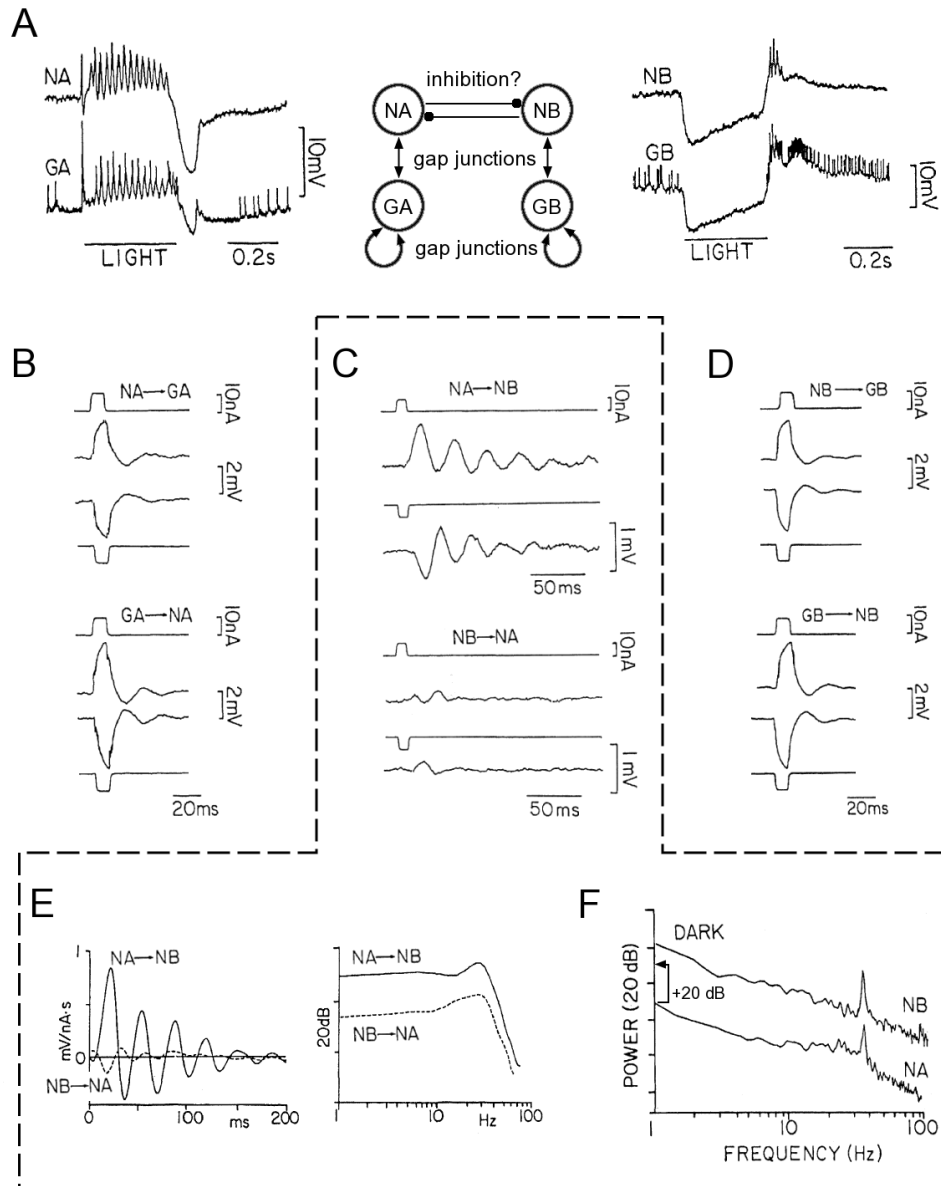 A
NA
GA
10mV
LIGHT
0.2s
inhibition?
NA
NB
gap junctions
GA
GB
gap junctions
NB
GB
10mV
LIGHT
0.2s
B
NA→GA
10nA
2mV
GA→NA
10nA
2mV
20ms
C
NA→NB
10nA
1mV
50ms
NB→NA
10nA
1mV
50ms
D
NB→GB
10nA
2mV
GB→NB
10nA
2mV
20ms
E
1
NA→NB
mV/nA·s
0
NB→NA
0
100
200
ms
NA→NB
20dB
NB→NA
1
10
100
Hz
F
DARK
+20 dB
POWER (20 dB)
NB
NA
1
10
100
FREQUENCY (Hz)